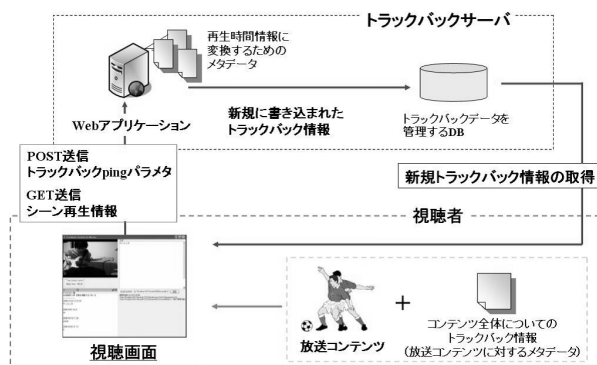 トラックバックサーバ
再生時間情報に
変換するための
メタデータ
Webアプリケーション
新規に書き込まれた
トラックバック情報
トラックバックデータを
管理するDB
POST送信
トラックバックpingパラメタ
GET送信
シーン再生情報
新規トラックバック情報の取得
視聴者
視聴画面
放送コンテンツ
+
コンテンツ全体についての
トラックバック情報
(放送コンテンツに対するメタデータ)